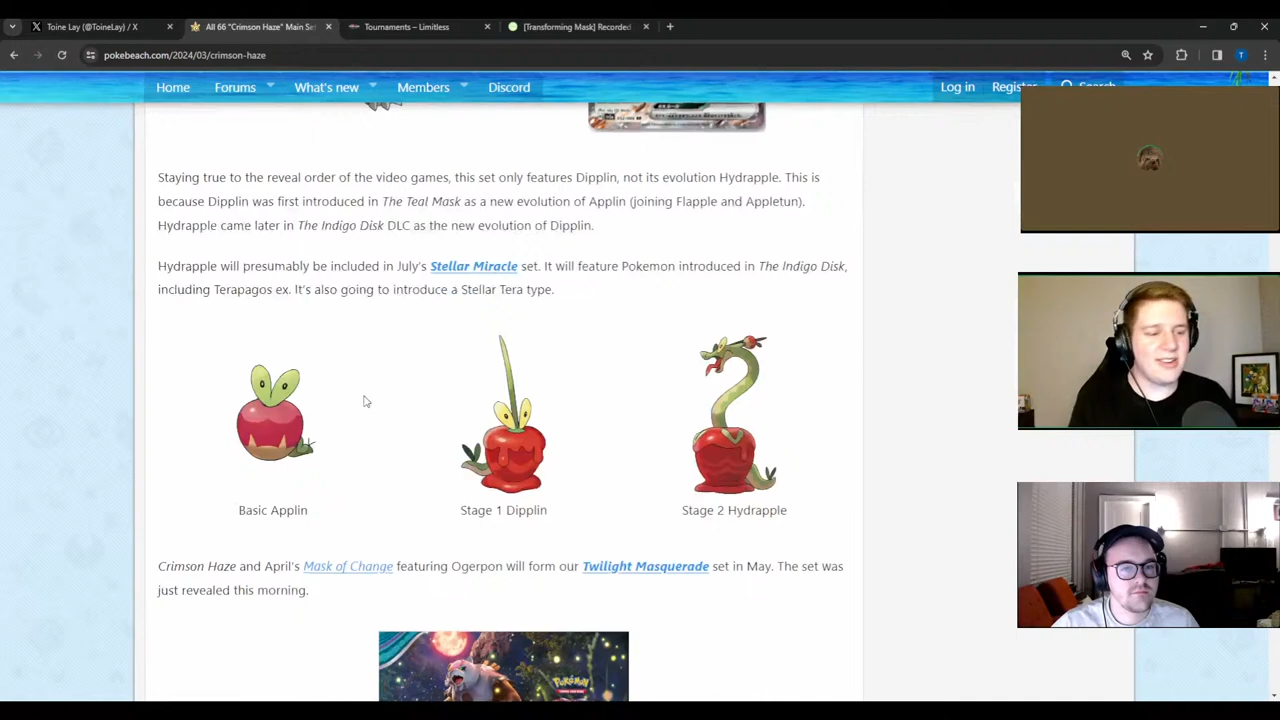 Toine Lay (@ToineLay) / X
All 66 "Crimson Haze" Main Se
Tournaments – Limitless
[Transforming Mask] Recorded
pokebeach.com/2024/03/crimson-haze
T
Home Forums What's new Members Discord Log in Register Search
Staying true to the reveal order of the video games, this set only features Dipplin, not its evolution Hydrapple. This is
because Dipplin was first introduced in The Teal Mask as a new evolution of Applin (joining Flapple and Appletun).
Hydrapple came later in The Indigo Disk DLC as the new evolution of Dipplin.
Hydrapple will presumably be included in July's Stellar Miracle set. It will feature Pokemon introduced in The Indigo Disk,
including Terapagos ex. It's also going to introduce a Stellar Tera type.
Basic Applin Stage 1 Dipplin Stage 2 Hydrapple
Crimson Haze and April's Mask of Change featuring Ogerpon will form our Twilight Masquerade set in May. The set was
just revealed this morning.
Pokémon